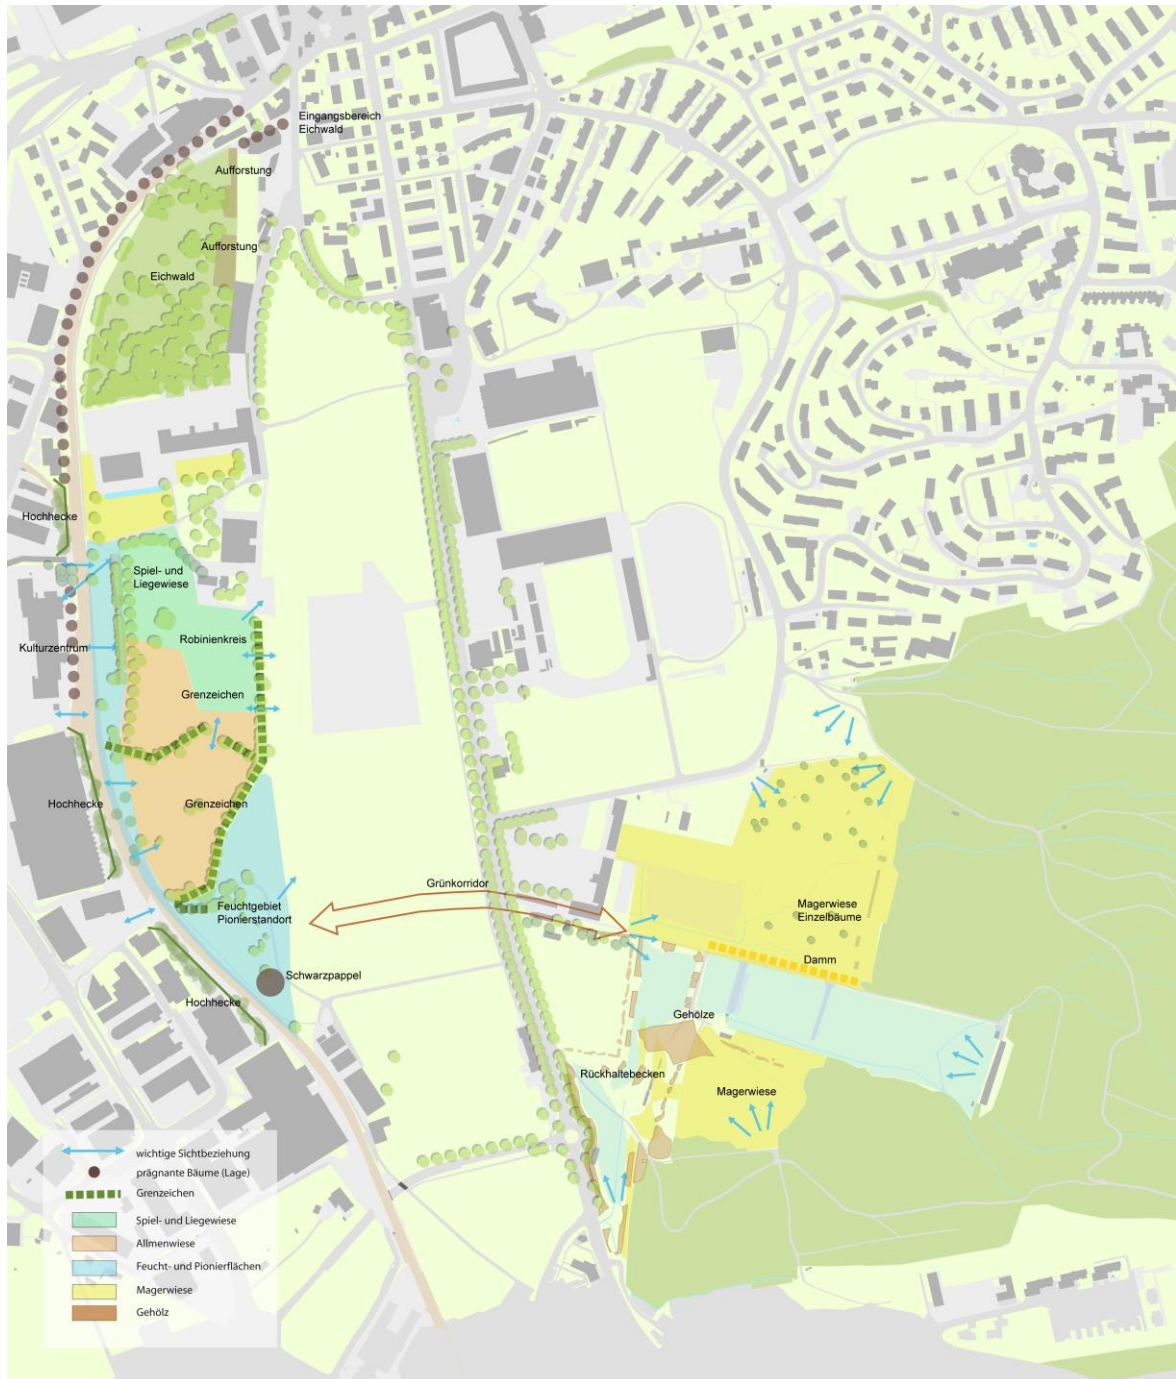 Eingangsbereich
Eichwald
Aufforstung
Aufforstung
Eichwald
Hochhecke
Spiel- und
Liegewiese
Robinienkreis
Kulturzentrum
Grenzeichen
Hochhecke
Grenzeichen
Grünkorridor
Feuchtgebiet
Pionierstandort
Magerwiese
Einzelbäume
Damm
Schwarzpappel
Hochhecke
Gehölze
Rückhaltebecken
Magerwiese
wichtige Sichtbeziehung
prägnante Bäume (Lage)
Grenzeichen
Spiel- und Liegewiese
Allmenwiese
Feucht- und Pionierflächen
Magerwiese
Gehölz